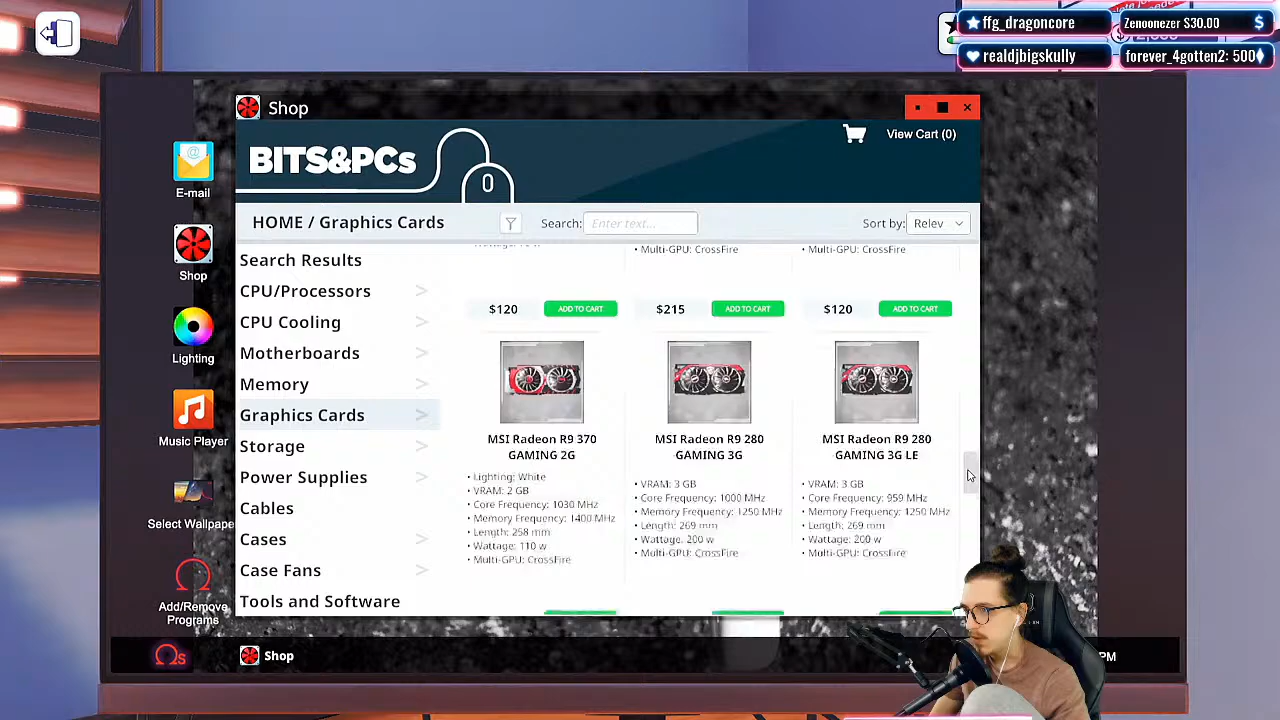 ffg_dragoncore
Zenoonezer $30.00 $
realdjbigskully
forever_4gotten2: 500
Shop
BITS&PCs
View Cart (0)
HOME / Graphics Cards
Search: Enter text...
Sort by: Relev
E-mail
Shop
Lighting
Music Player
Select Wallpape
Add/Remove
Programs
Search Results
CPU/Processors >
CPU Cooling >
Motherboards >
Memory >
Graphics Cards >
Storage >
Power Supplies >
Cables
Cases >
Case Fans >
Tools and Software
• Multi-GPU: CrossFire
• Multi-GPU: CrossFire
$120 ADD TO CART
$215 ADD TO CART
$120 ADD TO CART
MSI Radeon R9 370
GAMING 2G
• Lighting: White
• VRAM: 2 GB
• Core Frequency: 1030 MHz
• Memory Frequency: 1400 MHz
• Length: 258 mm
• Wattage: 110 w
• Multi-GPU: CrossFire
MSI Radeon R9 280
GAMING 3G
• VRAM: 3 GB
• Core Frequency: 1000 MHz
• Memory Frequency: 1250 MHz
• Length: 269 mm
• Wattage: 200 w
• Multi-GPU: CrossFire
MSI Radeon R9 280
GAMING 3G LE
• VRAM: 3 GB
• Core Frequency: 959 MHz
• Memory Frequency: 1250 MHz
• Length: 269 mm
• Wattage: 200 w
• Multi-GPU: CrossFire
Ωs
Shop
PM